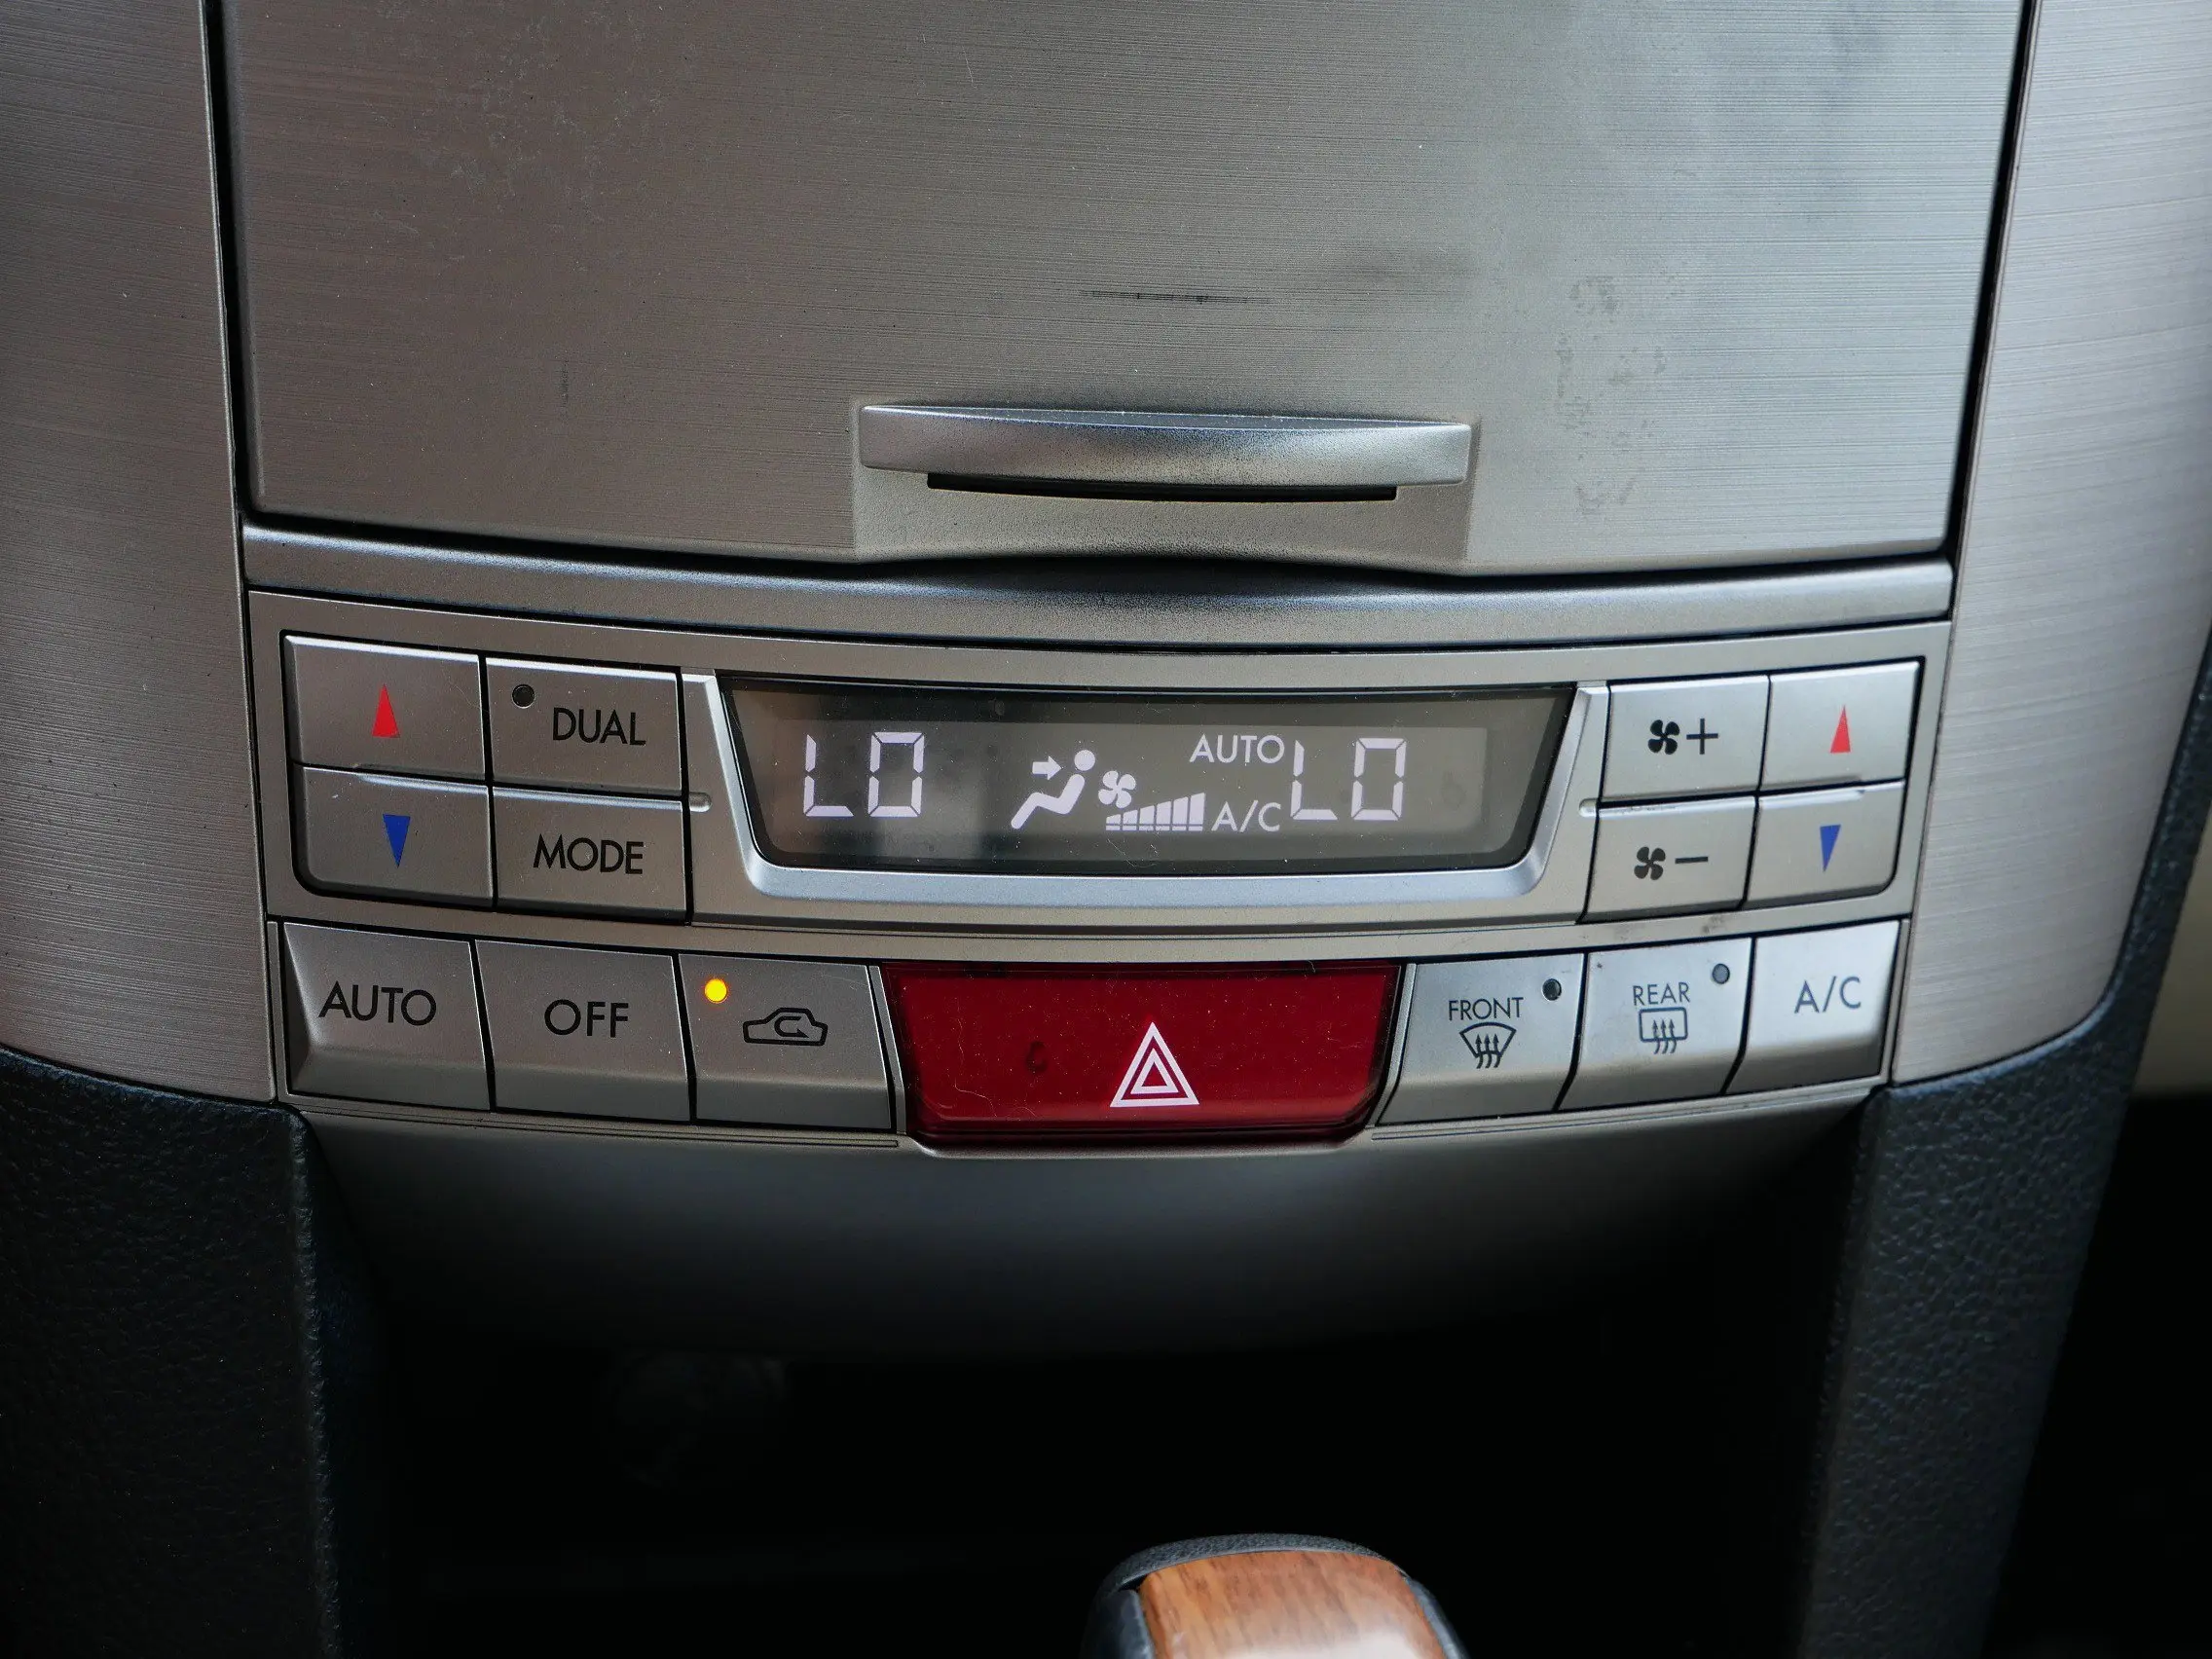 DUAL
MODE
LO
AUTO
A/C
LO
+
−
AUTO
OFF
FRONT
REAR
A/C